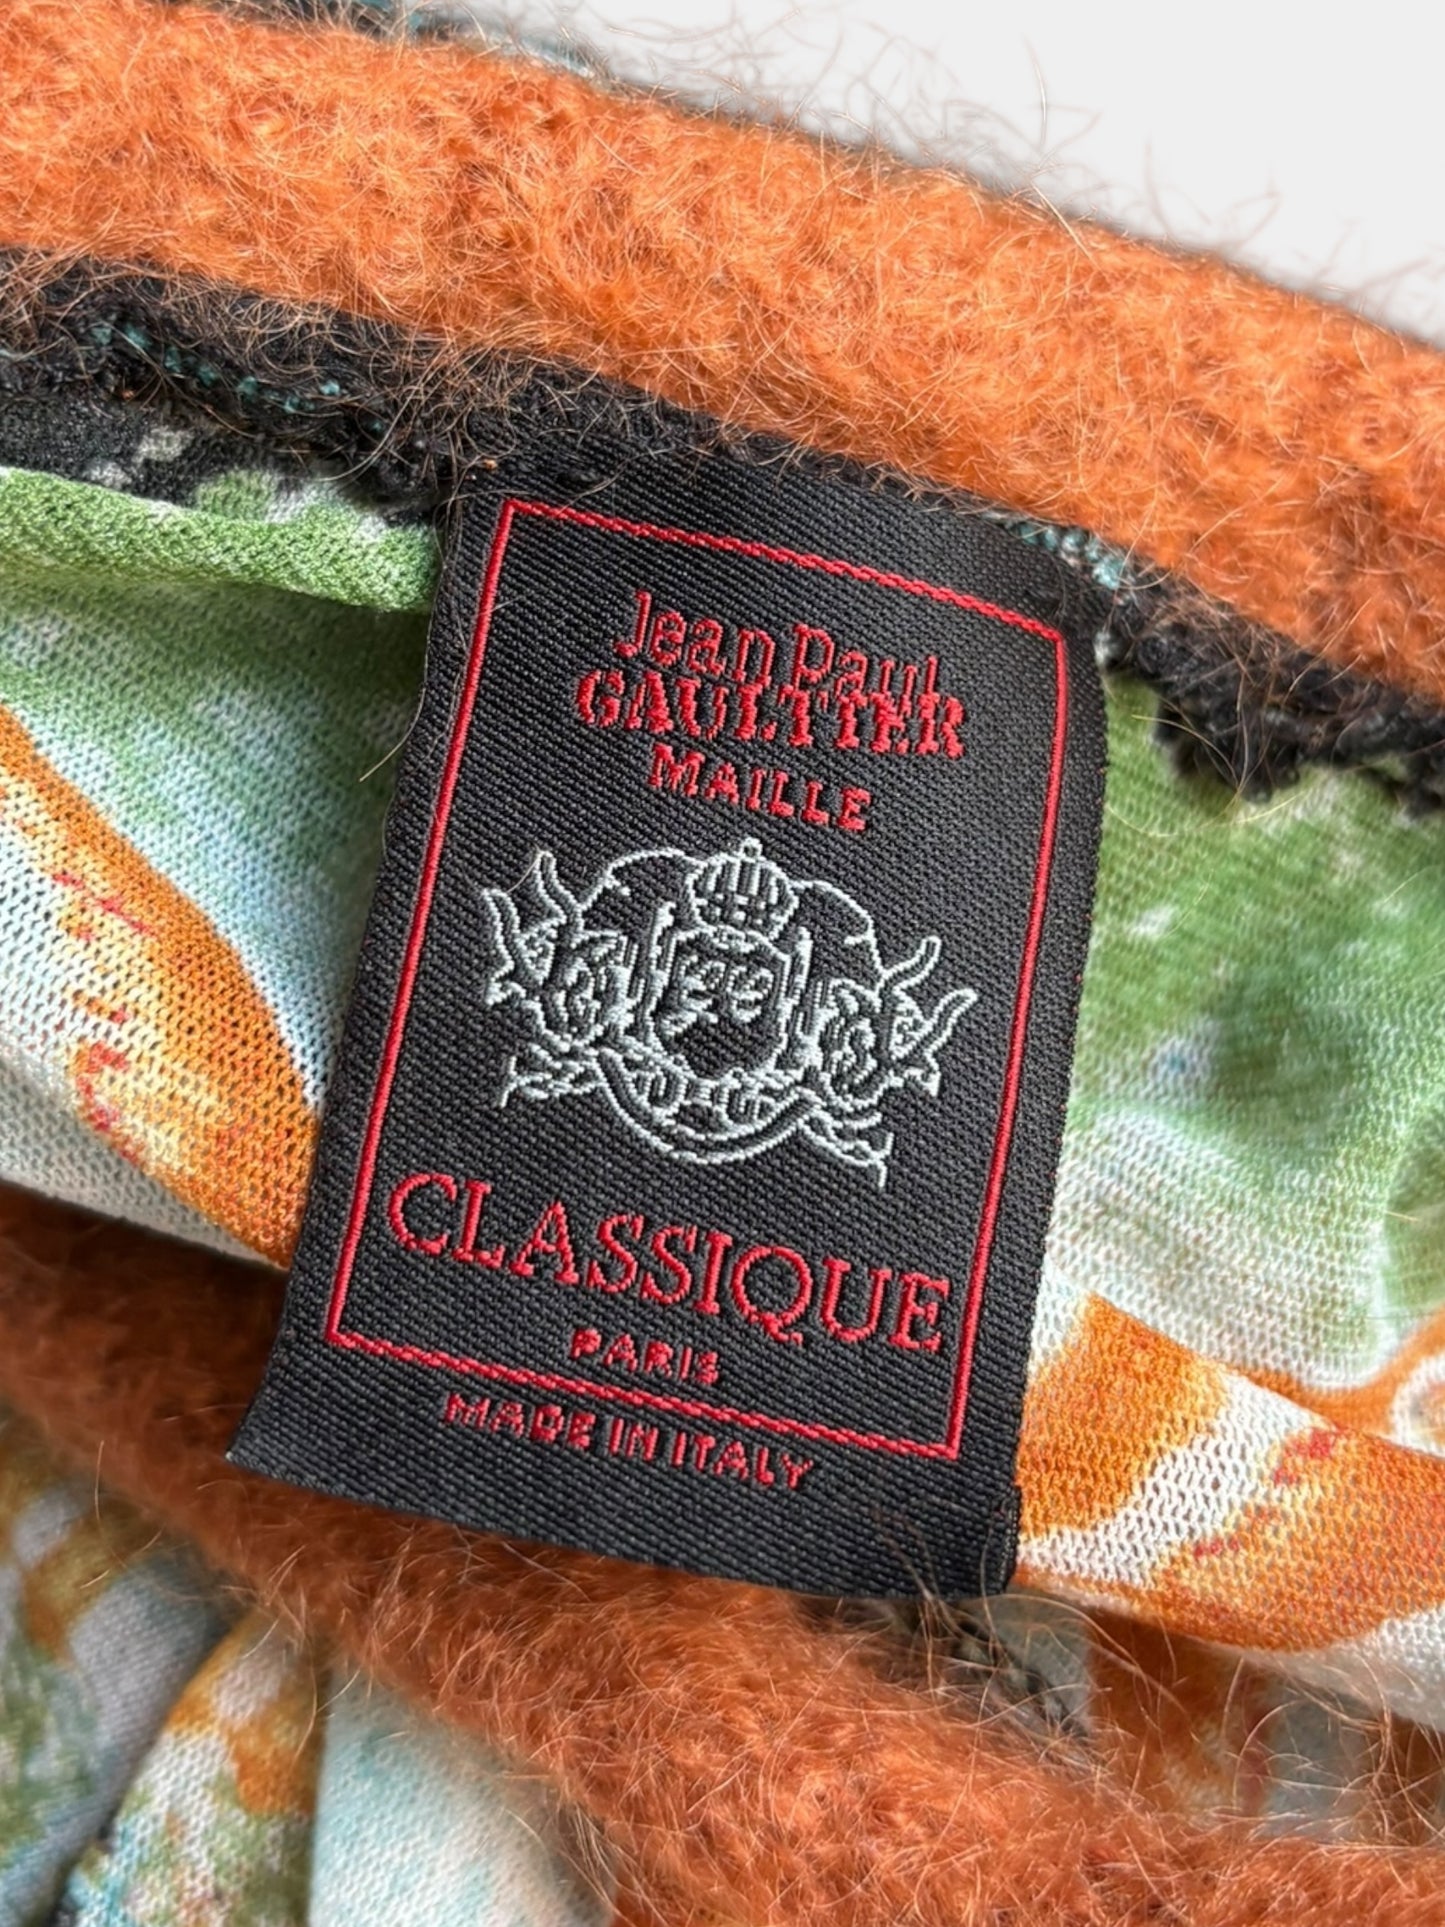 Jean Paul
GAULTIER
MAILLE
CLASSIQUE
PARIS
MADE IN ITALY